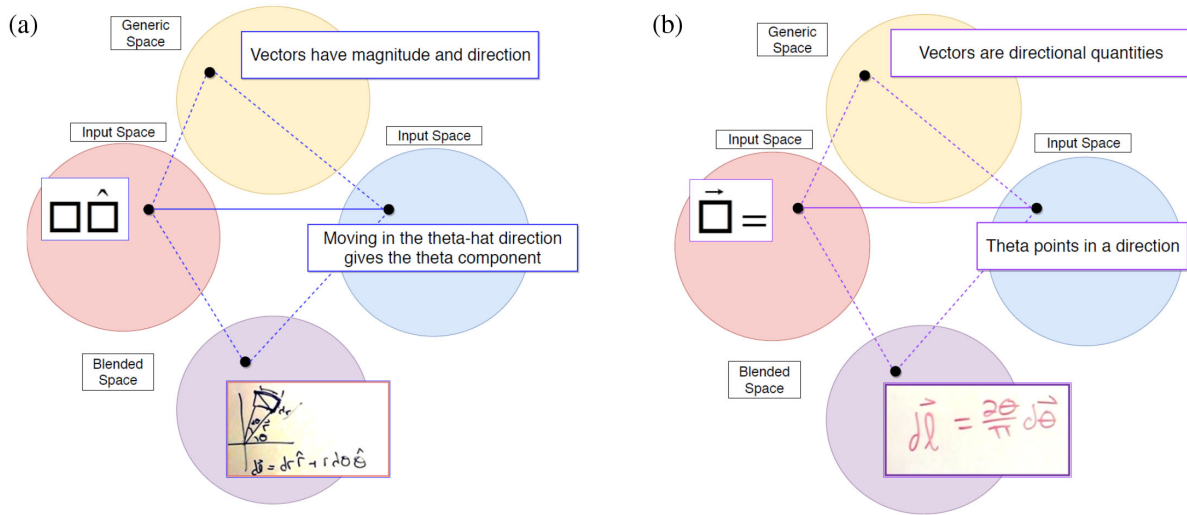 (a)
Generic
Space
Vectors have magnitude and direction
Input Space
Input Space
□ □̂
Moving in the theta-hat direction
gives the theta component
Blended
Space
dr
r⃗
θ
dl⃗ = dr r̂ + r dθ θ̂
(b)
Generic
Space
Vectors are directional quantities
Input Space
Input Space
□⃗ =
Theta points in a direction
Blended
Space
dl⃗ = 2θ/π dθ⃗